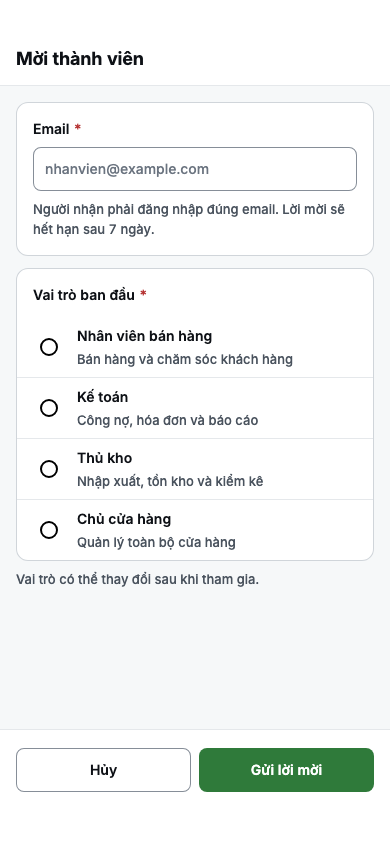 Mời thành viên
Email *
nhanvien@example.com
Người nhận phải đăng nhập đúng email. Lời mời sẽ
hết hạn sau 7 ngày.
Vai trò ban đầu *
Nhân viên bán hàng
Bán hàng và chăm sóc khách hàng
Kế toán
Công nợ, hóa đơn và báo cáo
Thủ kho
Nhập xuất, tồn kho và kiểm kê
Chủ cửa hàng
Quản lý toàn bộ cửa hàng
Vai trò có thể thay đổi sau khi tham gia.
Hủy
Gửi lời mời